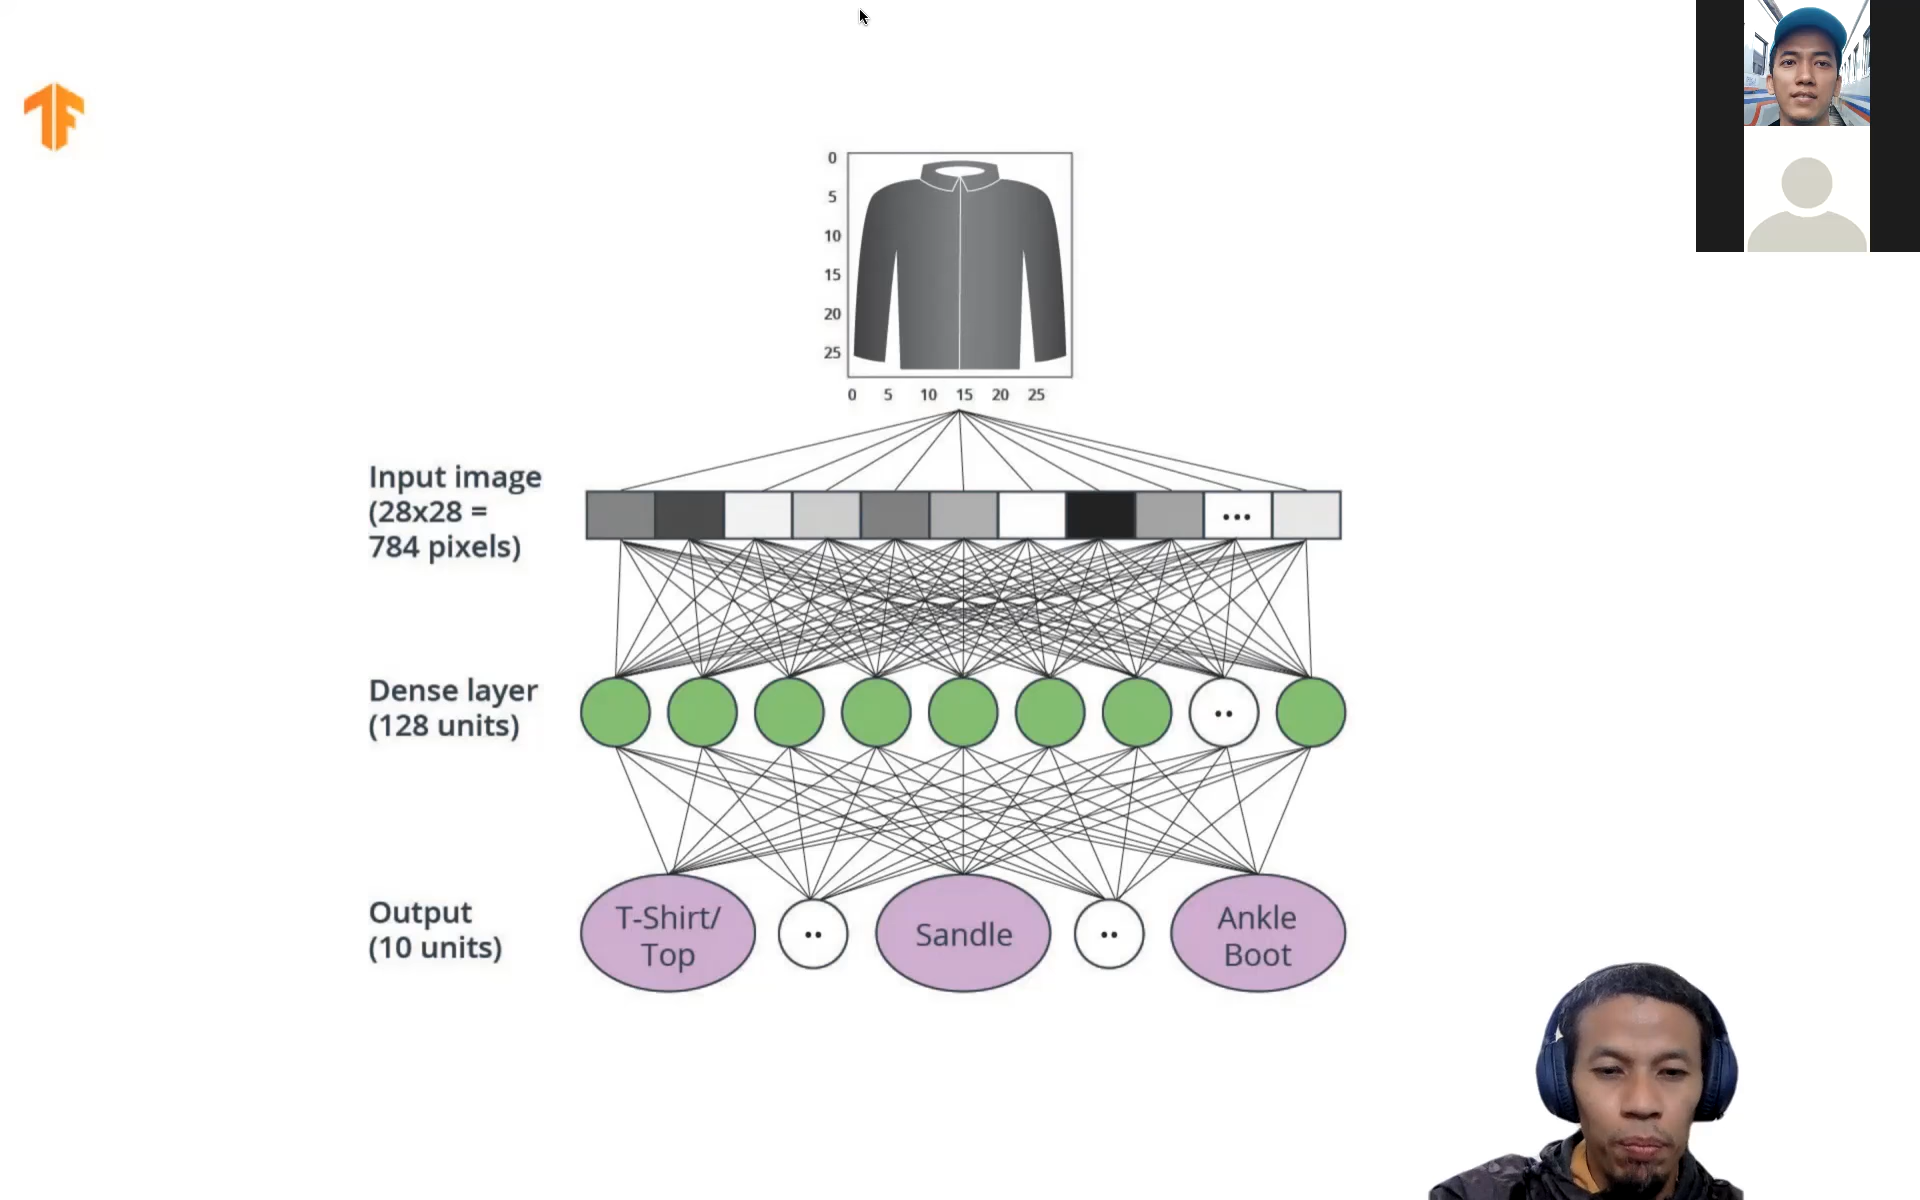 0
5
10
15
20
25
0 5 10 15 20 25
Input image
(28x28 =
784 pixels)
...
Dense layer
(128 units)
..
Output
(10 units)
T-Shirt/
Top
..
Sandle
..
Ankle
Boot